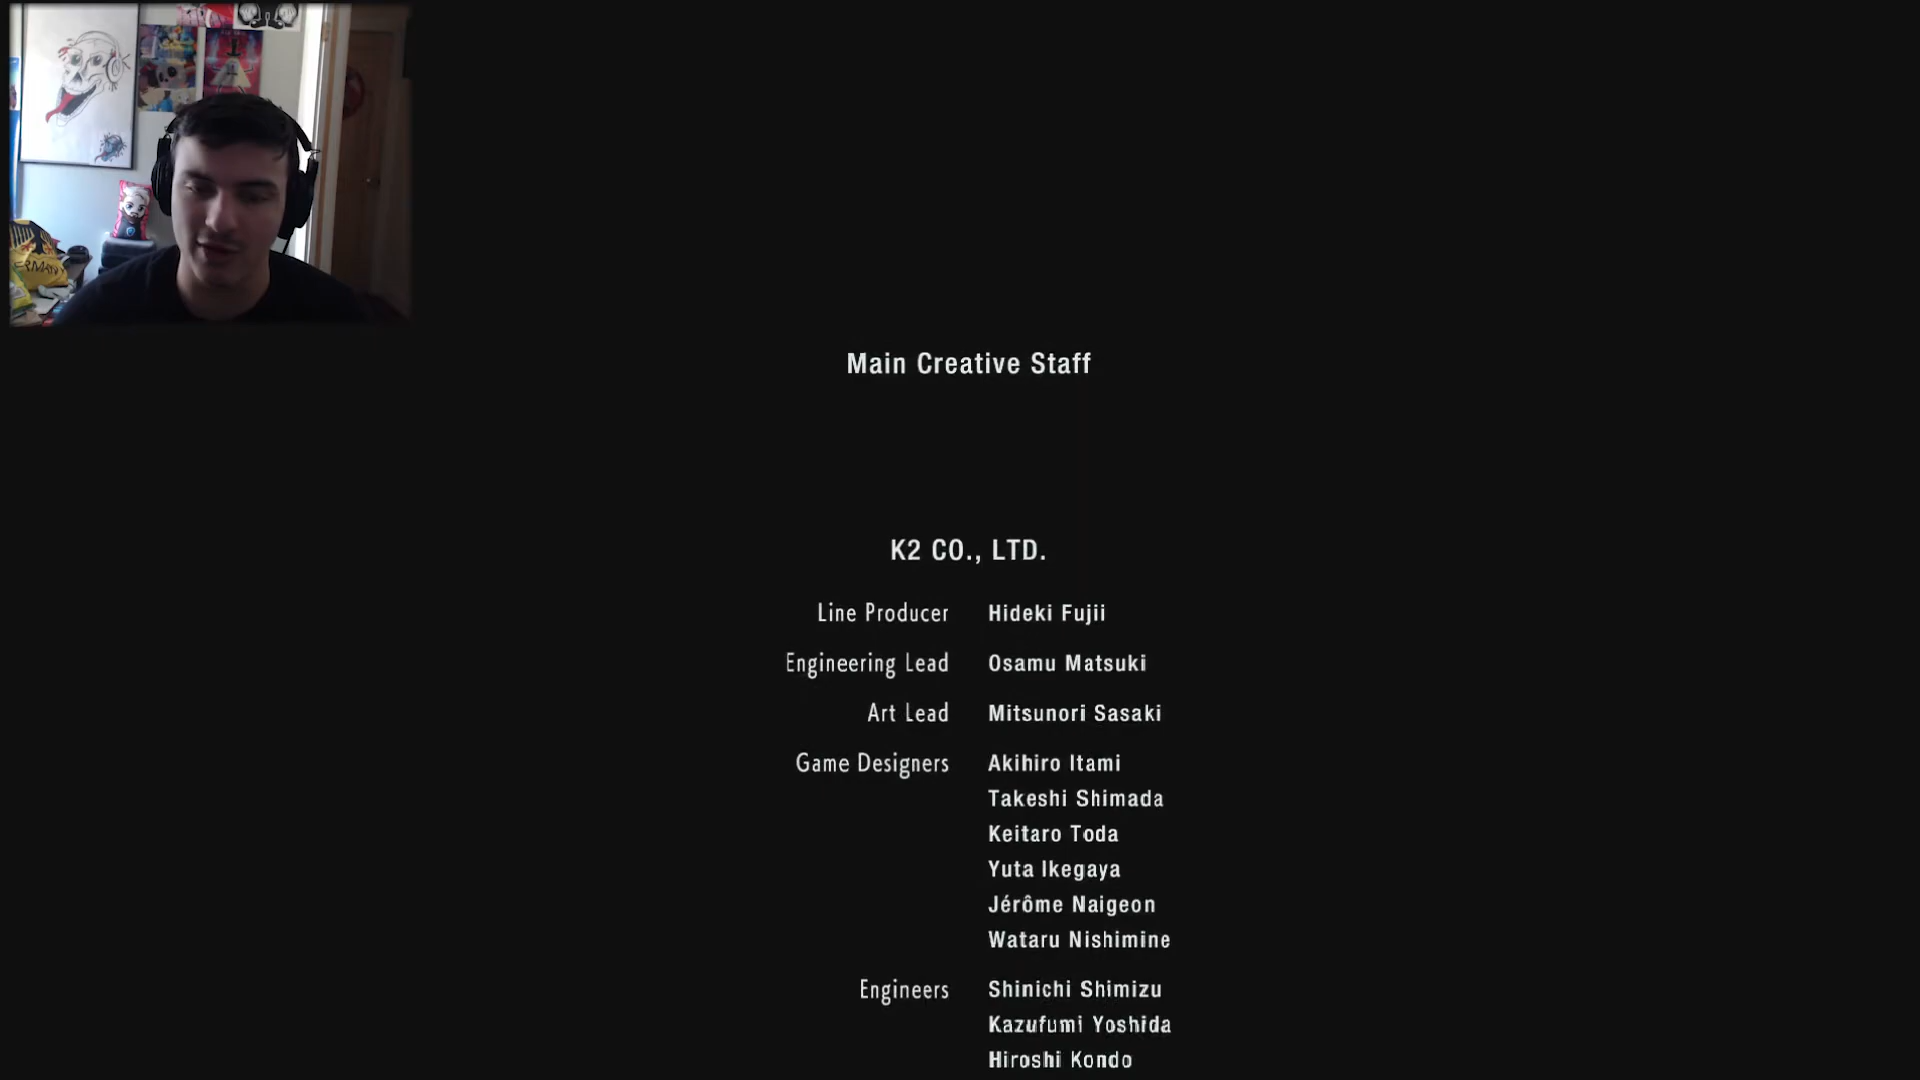 Main Creative Staff
K2 CO., LTD.
Line Producer Hideki Fujii
Engineering Lead Osamu Matsuki
Art Lead Mitsunori Sasaki
Game Designers Akihiro Itami
Takeshi Shimada
Keitaro Toda
Yuta Ikegaya
Jérôme Naigeon
Wataru Nishimine
Engineers Shinichi Shimizu
Kazufumi Yoshida
Hiroshi Kondo